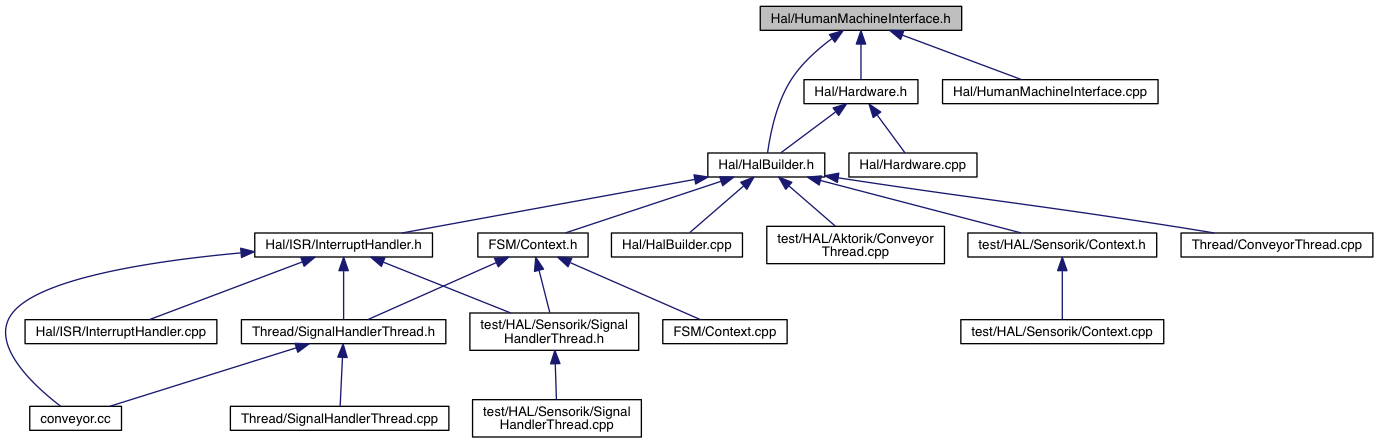 Hal/HumanMachineInterface.h
Hal/Hardware.h
Hal/HumanMachineInterface.cpp
Hal/HalBuilder.h
Hal/Hardware.cpp
Hal/ISR/InterruptHandler.h
FSM/Context.h
Hal/HalBuilder.cpp
test/HAL/Aktorik/Conveyor
Thread.cpp
test/HAL/Sensorik/Context.h
Thread/ConveyorThread.cpp
Hal/ISR/InterruptHandler.cpp
Thread/SignalHandlerThread.h
test/HAL/Sensorik/Signal
HandlerThread.h
FSM/Context.cpp
test/HAL/Sensorik/Context.cpp
conveyor.cc
Thread/SignalHandlerThread.cpp
test/HAL/Sensorik/Signal
HandlerThread.cpp